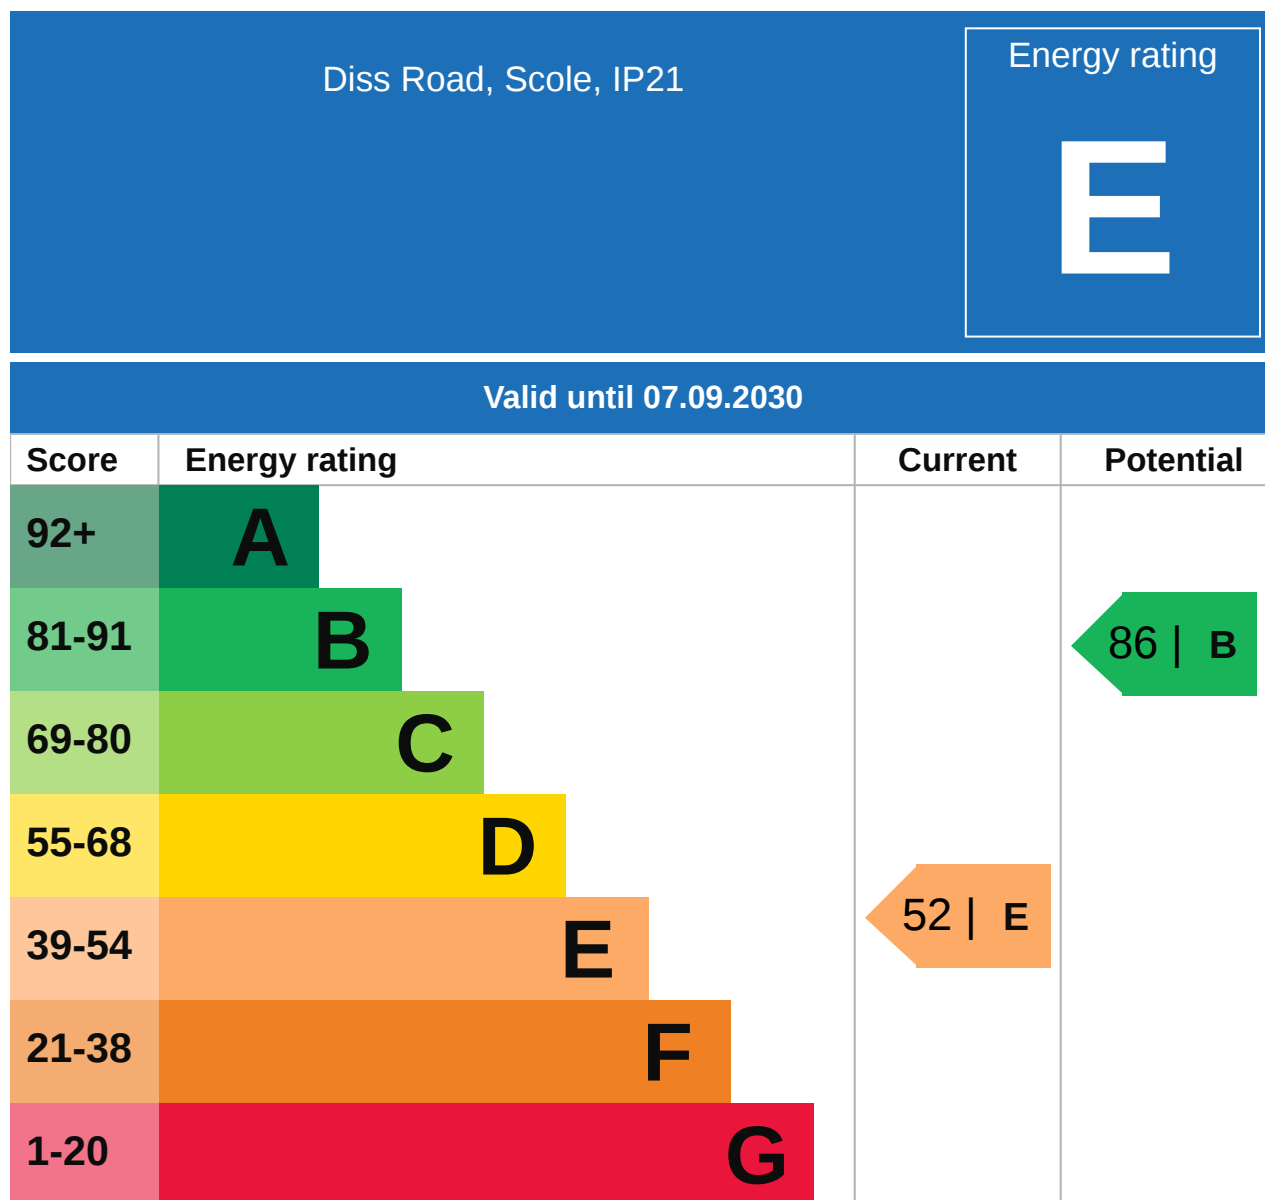 Diss Road, Scole, IP21
Energy rating
E
Valid until 07.09.2030
Score Energy rating Current Potential
92+ A
81-91 B 86 | B
69-80 C
55-68 D
39-54 E 52 | E
21-38 F
1-20 G